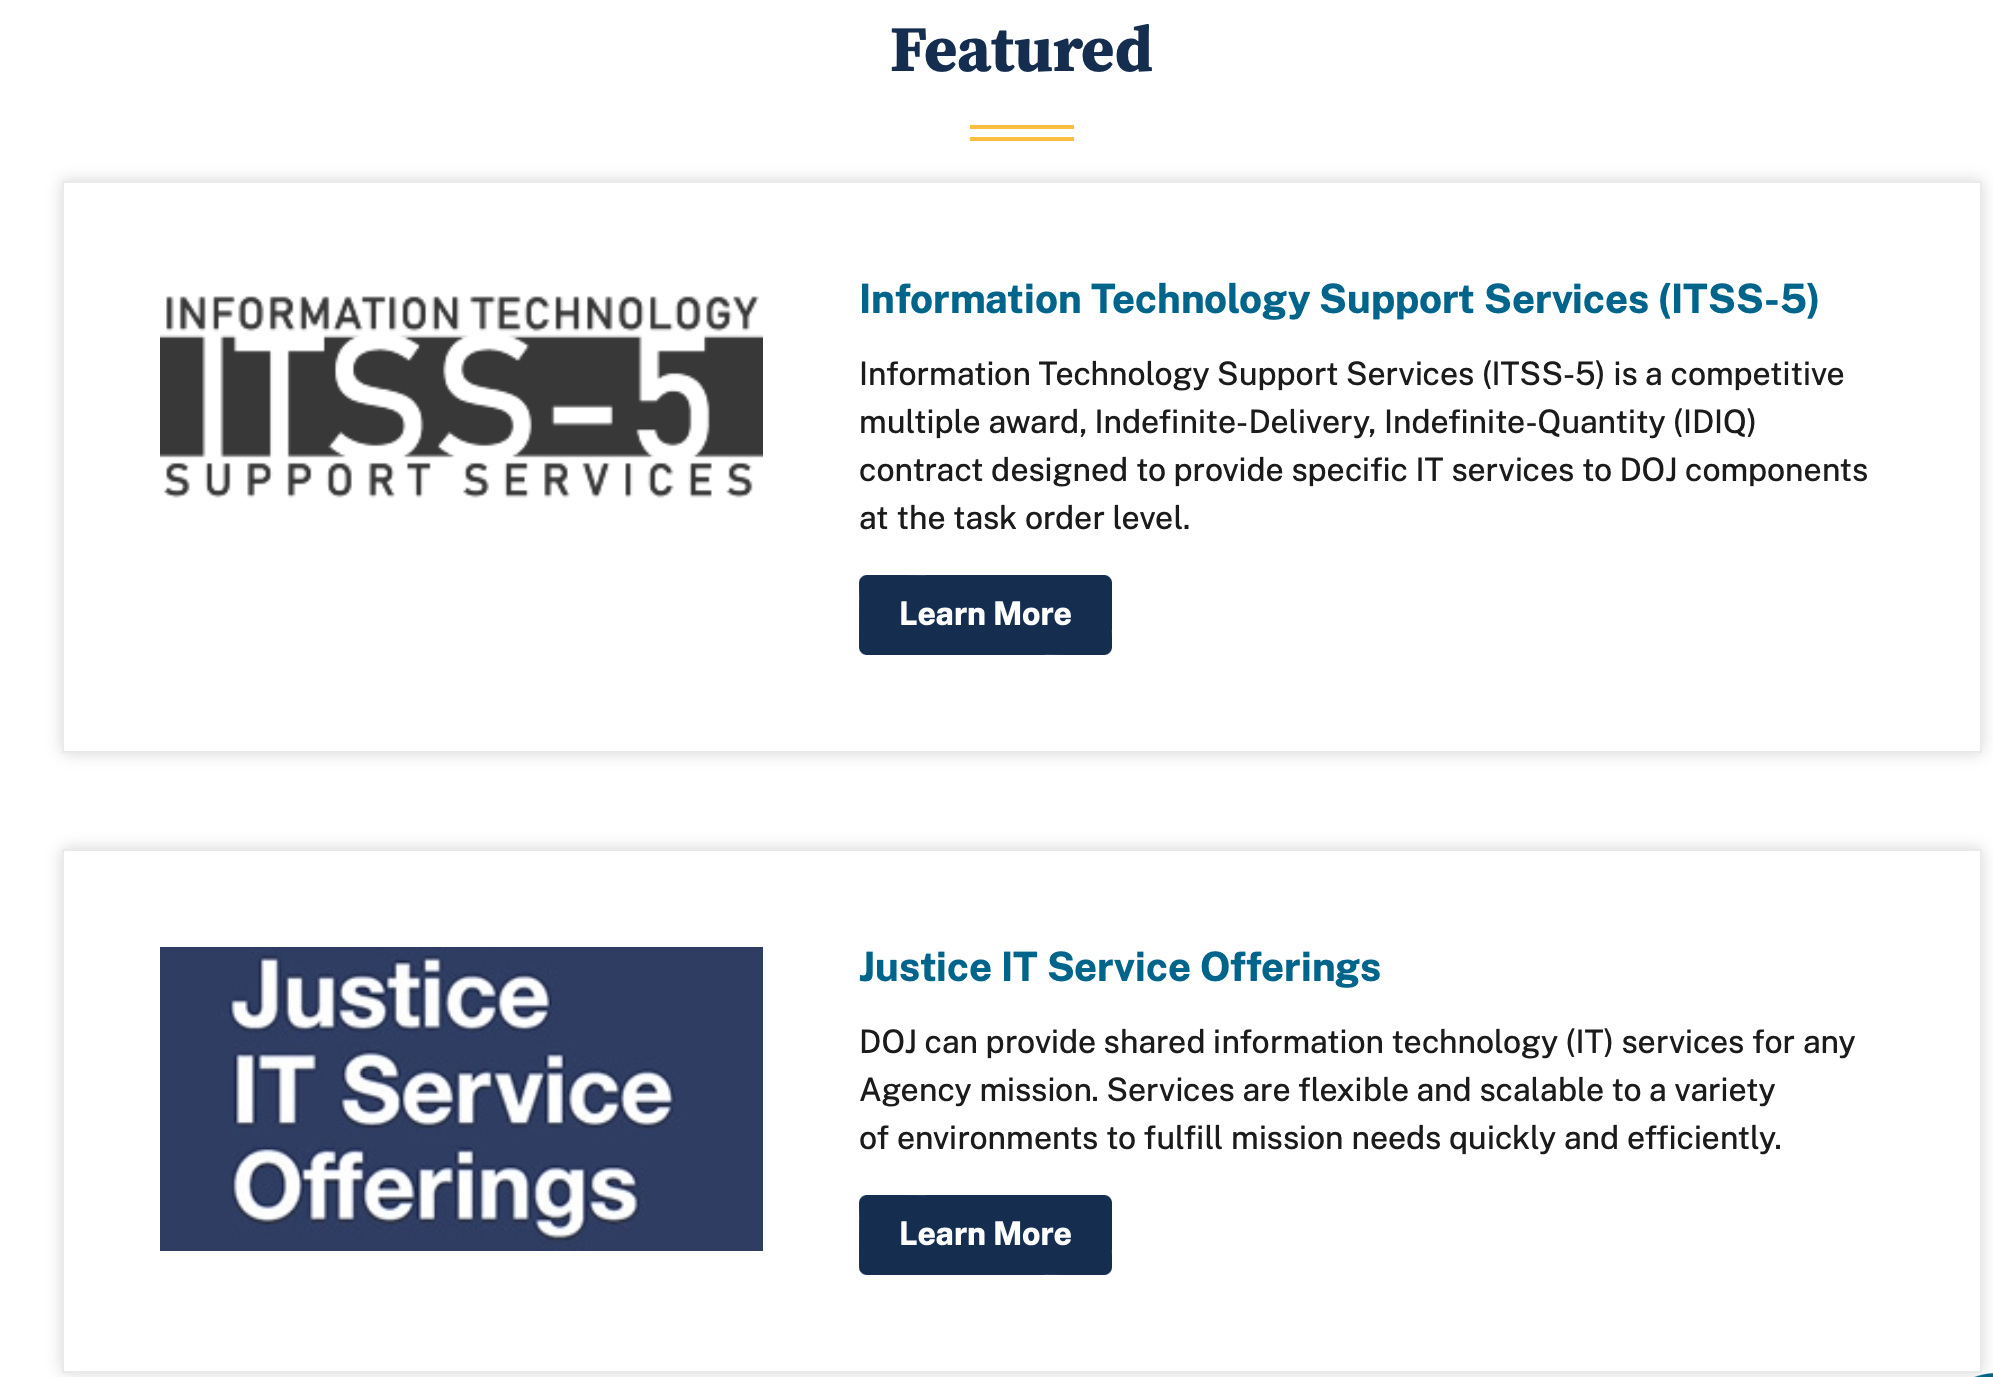 Featured
INFORMATION TECHNOLOGY
ITSS-5
SUPPORT SERVICES
Information Technology Support Services (ITSS-5)
Information Technology Support Services (ITSS-5) is a competitive
multiple award, Indefinite-Delivery, Indefinite-Quantity (IDIQ)
contract designed to provide specific IT services to DOJ components
at the task order level.
Learn More
Justice
IT Service
Offerings
Justice IT Service Offerings
DOJ can provide shared information technology (IT) services for any
Agency mission. Services are flexible and scalable to a variety
of environments to fulfill mission needs quickly and efficiently.
Learn More